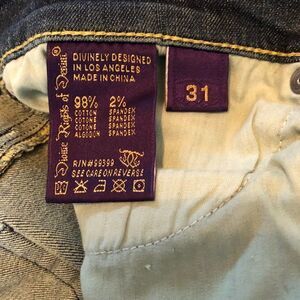 Divine Rights of Denim®
DIVINELY DESIGNED
IN LOS ANGELES
MADE IN CHINA
98% 2%
COTTON SPANDEX
COTONE SPANDEX
COTONE SPANDEX
ALGODON SPANDEX
R/N#99399
SEE CARE ON REVERSE
31